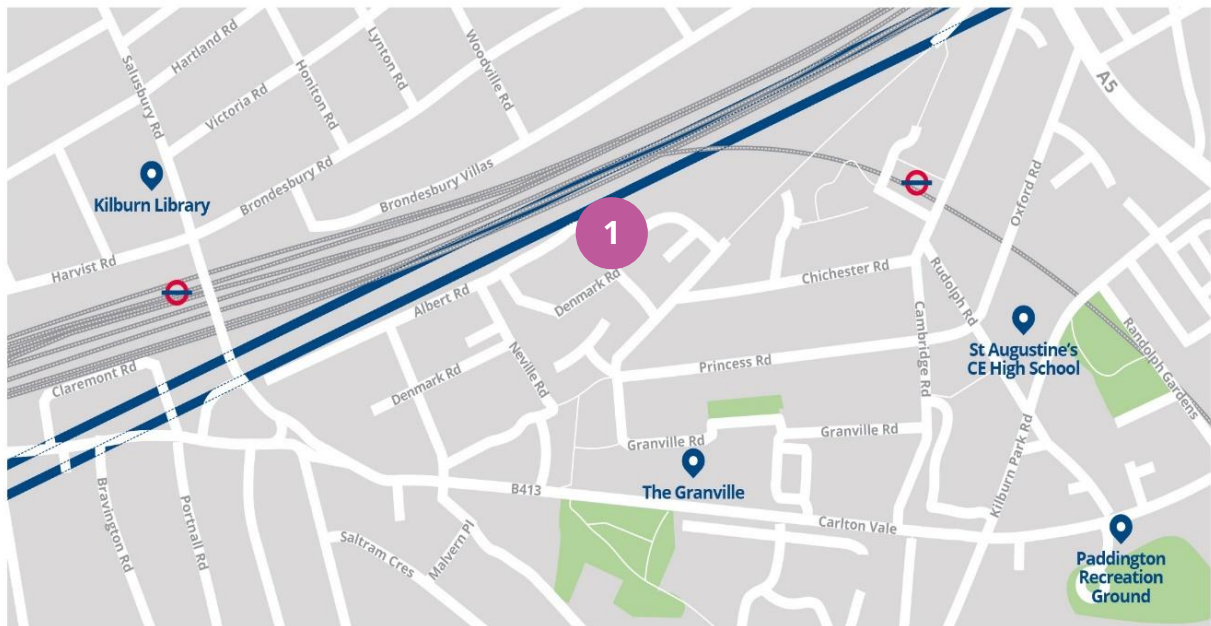 Hartland Rd
Lynton Rd
Woodville Rd
Salusbury Rd
Honiton Rd
Victoria Rd
A5
Kilburn Library
Brondesbury Rd
Brondesbury Villas
Oxford Rd
1
Harvist Rd
Chichester Rd
Rudolph Rd
Denmark Rd
Albert Rd
Cambridge Rd
St Augustine's
CE High School
Randolph Gardens
Claremont Rd
Denmark Rd
Neville Rd
Princess Rd
Granville Rd
Granville Rd
Kilburn Park Rd
The Granville
B413
Carlton Vale
Bravington Rd
Portnall Rd
Saltram Cres
Malvern Pl
Paddington
Recreation
Ground